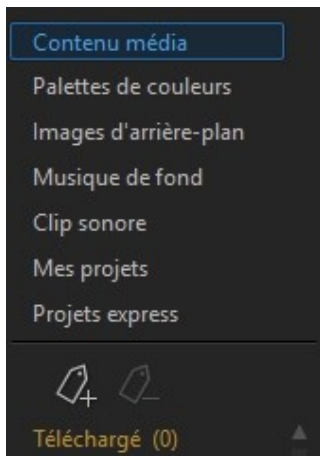 Contenu média
Palettes de couleurs
Images d'arrière-plan
Musique de fond
Clip sonore
Mes projets
Projets express
Téléchargé (0)